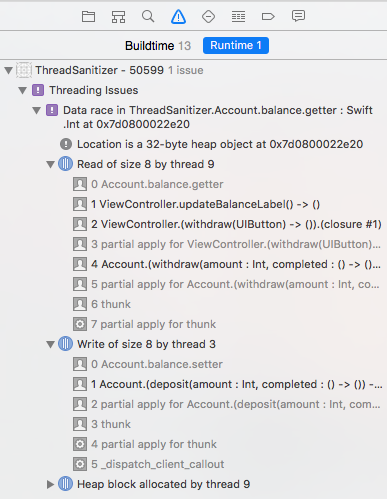 Buildtime 13 Runtime 1
ThreadSanitizer - 50599 1 issue
Threading Issues
Data race in ThreadSanitizer.Account.balance.getter : Swift
.Int at 0x7d0800022e20
Location is a 32-byte heap object at 0x7d0800022e20
Read of size 8 by thread 9
0 Account.balance.getter
1 ViewController.updateBalanceLabel() -> ()
2 ViewController.(withdraw(UIButton) -> ()).(closure #1)
3 partial apply for ViewController.(withdraw(UIButton)...
4 Account.(withdraw(amount : Int, completed : () -> ()...
5 partial apply for Account.(withdraw(amount : Int, co...
6 thunk
7 partial apply for thunk
Write of size 8 by thread 3
0 Account.balance.setter
1 Account.(deposit(amount : Int, completed : () -> ()) -...
2 partial apply for Account.(deposit(amount : Int, com...
3 thunk
4 partial apply for thunk
5 _dispatch_client_callout
Heap block allocated by thread 9